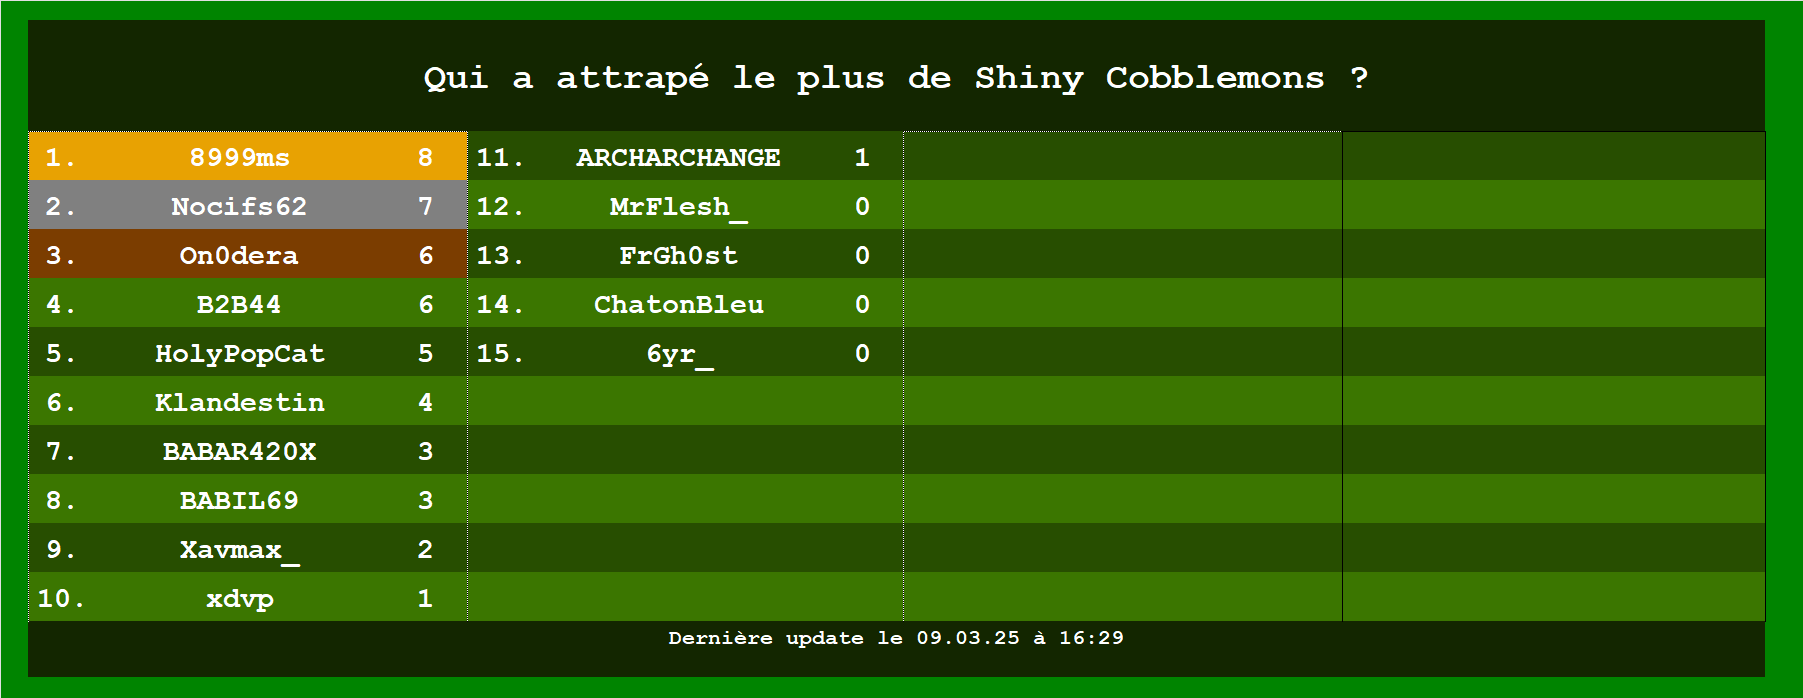 Qui a attrapé le plus de Shiny Cobblemons ?
1. 8999ms 8
2. Nocifs62 7
3. On0dera 6
4. B2B44 6
5. HolyPopCat 5
6. Klandestin 4
7. BABAR420X 3
8. BABIL69 3
9. Xavmax_ 2
10. xdvp 1
11. ARCHARCHANGE 1
12. MrFlesh_ 0
13. FrGh0st 0
14. ChatonBleu 0
15. 6yr_ 0
Dernière update le 09.03.25 à 16:29